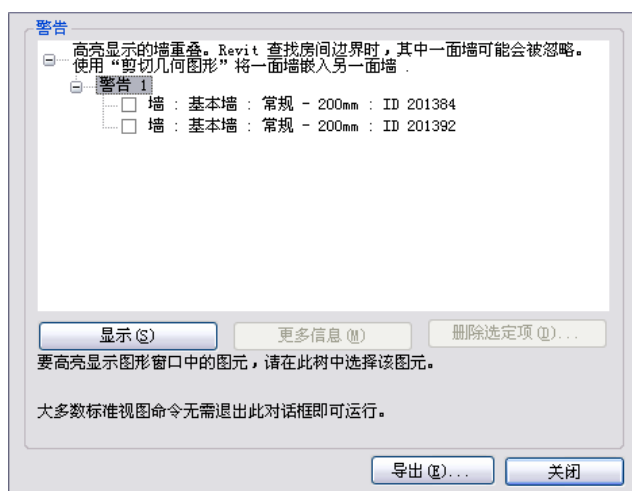 警告
高亮显示的墙重叠。Revit 查找房间边界时，其中一面墙可能会被忽略。
使用“剪切几何图形”将一面墙嵌入另一面墙 .
警告 1
墙 : 基本墙 : 常规 - 200mm : ID 201384
墙 : 基本墙 : 常规 - 200mm : ID 201392
显示(S) 更多信息(M) 删除选定项(D)...
要高亮显示图形窗口中的图元，请在此树中选择该图元。
大多数标准视图命令无需退出此对话框即可运行。
导出(E)... 关闭